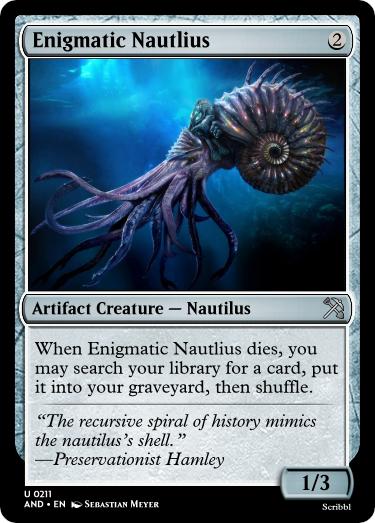 Enigmatic Nautlius 2
Artifact Creature — Nautilus
When Enigmatic Nautlius dies, you
may search your library for a card, put
it into your graveyard, then shuffle.
“The recursive spiral of history mimics
the nautilus’s shell.”
—Preservationist Hamley
1/3
U 0211
AND • EN Sebastian Meyer
Scribbl